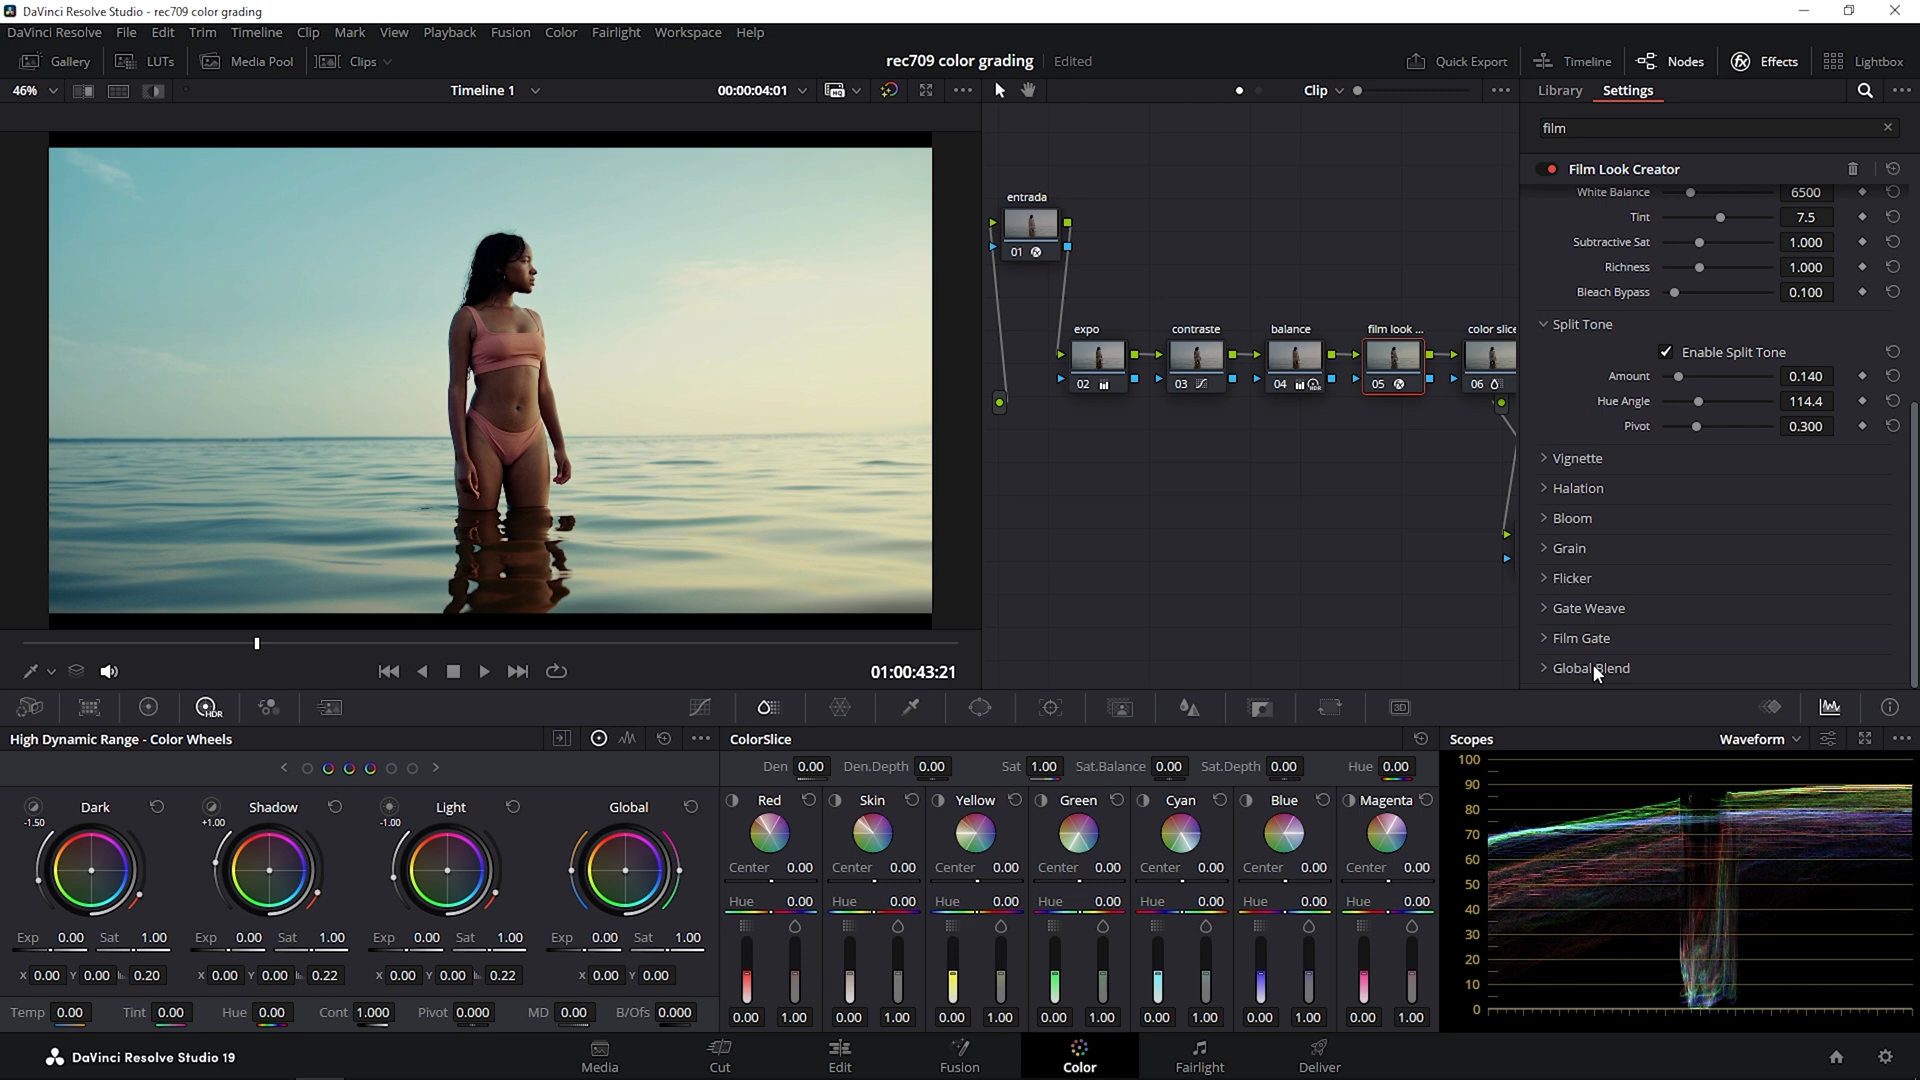 DaVinci Resolve Studio - rec709 color grading
DaVinci Resolve File Edit Trim Timeline Clip Mark View Playback Fusion Color Fairlight Workspace Help
Gallery LUTs Media Pool Clips rec709 color grading Edited Quick Export Timeline Nodes Effects Lightbox
46% Timeline 1 00:00:04:01 Clip Library Settings
film
Film Look Creator
White Balance 6500
Tint 7.5
Subtractive Sat 1.000
Richness 1.000
Bleach Bypass 0.100
Split Tone
Enable Split Tone
Amount 0.140
Hue Angle 114.4
Pivot 0.300
Vignette
Halation
Bloom
Grain
Flicker
Gate Weave
Film Gate
Global Blend
entrada
01
expo contraste balance film look ... color slice
02 03 04 05 06
HDR
01:00:43:21
HDR 3D
High Dynamic Range - Color Wheels
Dark Shadow Light Global
-1.50 +1.00 -1.00
Exp 0.00 Sat 1.00 Exp 0.00 Sat 1.00 Exp 0.00 Sat 1.00 Exp 0.00 Sat 1.00
X 0.00 Y 0.00 0.20 X 0.00 Y 0.00 0.22 X 0.00 Y 0.00 0.22 X 0.00 Y 0.00
Temp 0.00 Tint 0.00 Hue 0.00 Cont 1.000 Pivot 0.000 MD 0.00 B/Ofs 0.000
ColorSlice
Den 0.00 Den.Depth 0.00 Sat 1.00 Sat.Balance 0.00 Sat.Depth 0.00 Hue 0.00
Red Skin Yellow Green Cyan Blue Magenta
Center 0.00 Center 0.00 Center 0.00 Center 0.00 Center 0.00 Center 0.00 Center 0.00
Hue 0.00 Hue 0.00 Hue 0.00 Hue 0.00 Hue 0.00 Hue 0.00 Hue 0.00
0.00 1.00 0.00 1.00 0.00 1.00 0.00 1.00 0.00 1.00 0.00 1.00 0.00 1.00
Scopes Waveform
100
90
80
70
60
50
40
30
20
10
0
DaVinci Resolve Studio 19
Media Cut Edit Fusion Color Fairlight Deliver